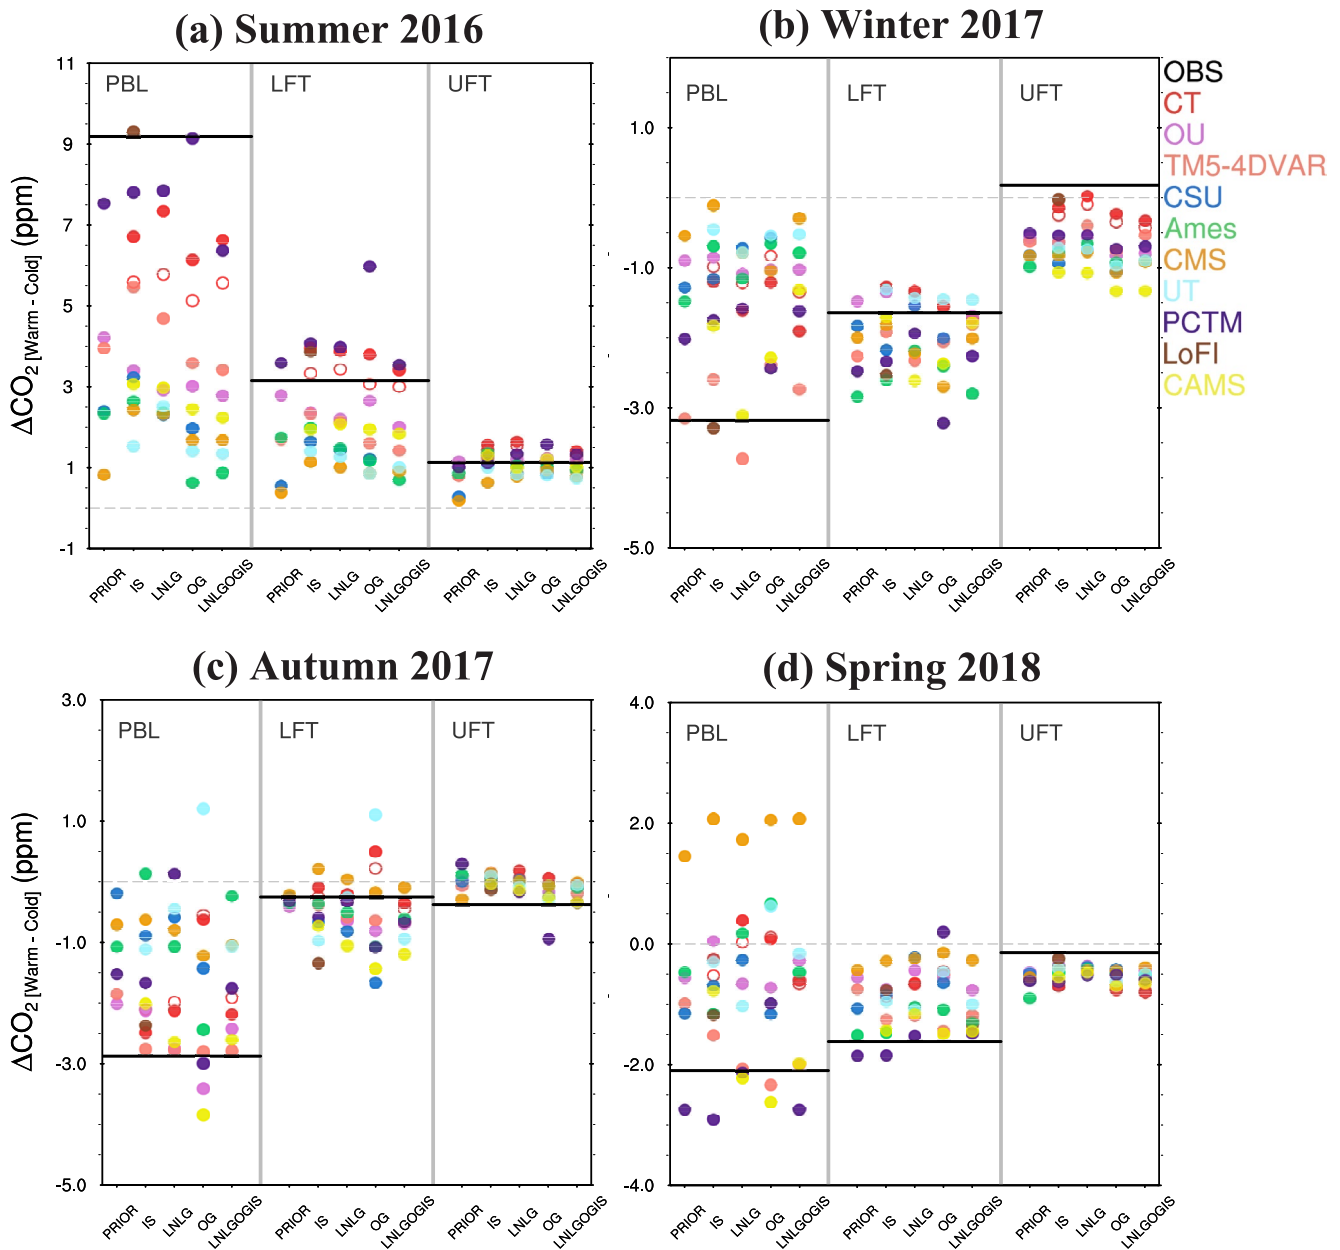 (a) Summer 2016
(b) Winter 2017
ΔCO2 [Warm - Cold] (ppm)
11
9
7
5
3
1
-1
PBL
LFT
UFT
PRIOR
IS
LNLG
OG
LNLGOGIS
PRIOR
IS
LNLG
OG
LNLGOGIS
PRIOR
IS
LNLG
OG
LNLGOGIS
1.0
-1.0
-3.0
-5.0
PBL
LFT
UFT
PRIOR
IS
LNLG
OG
LNLGOGIS
PRIOR
IS
LNLG
OG
LNLGOGIS
PRIOR
IS
LNLG
OG
LNLGOGIS
OBS
CT
OU
TM5-4DVAR
CSU
Ames
CMS
UT
PCTM
LoFI
CAMS
(c) Autumn 2017
(d) Spring 2018
ΔCO2 [Warm - Cold] (ppm)
3.0
1.0
-1.0
-3.0
-5.0
PBL
LFT
UFT
PRIOR
IS
LNLG
OG
LNLGOGIS
PRIOR
IS
LNLG
OG
LNLGOGIS
PRIOR
IS
LNLG
OG
LNLGOGIS
4.0
2.0
0.0
-2.0
-4.0
PBL
LFT
UFT
PRIOR
IS
LNLG
OG
LNLGOGIS
PRIOR
IS
LNLG
OG
LNLGOGIS
PRIOR
IS
LNLG
OG
LNLGOGIS